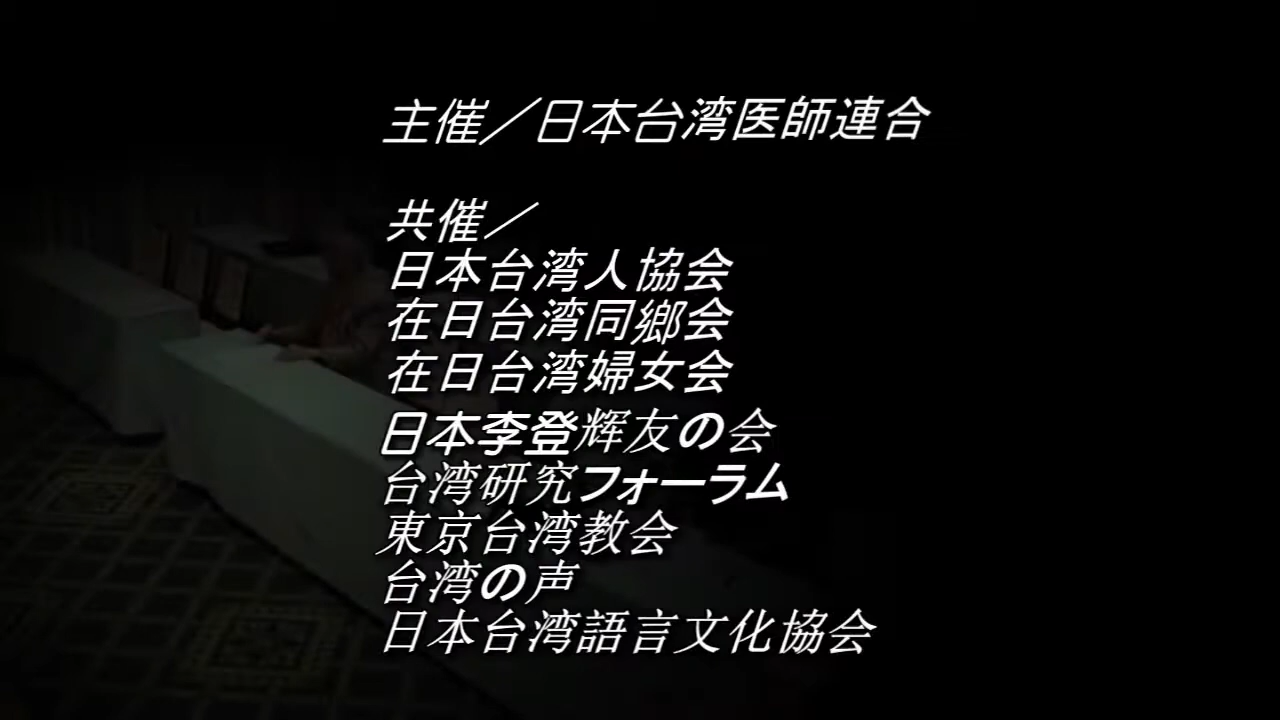 主催／日本台湾医師連合
共催／
日本台湾人協会
在日台湾同郷会
在日台湾婦女会
日本李登輝友の会
台湾研究フォーラム
東京台湾教会
台湾の声
日本台湾語言文化協会